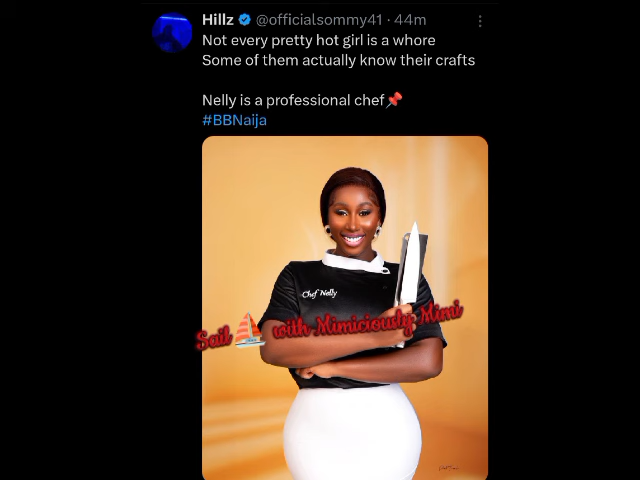 Hillz @officialsommy41 · 44m
Not every pretty hot girl is a whore
Some of them actually know their crafts
Nelly is a professional chef📌
#BBNaija
Chef Nelly
Sail⛵ with Mimiciously Mimi